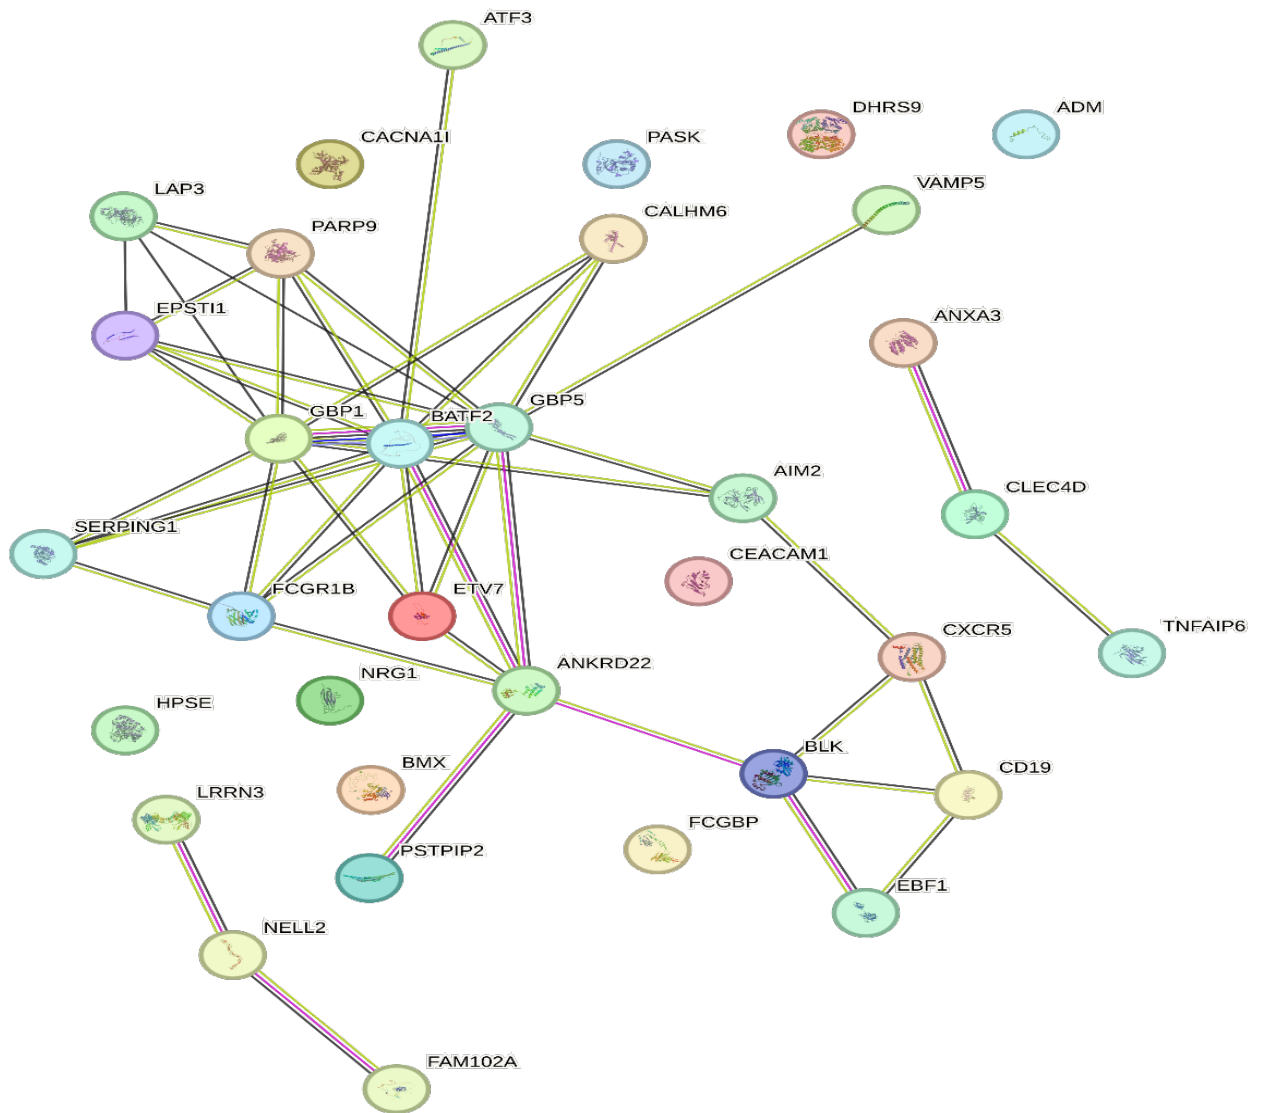 ATF3
DHRS9
ADM
CACNA1I
PASK
LAP3
VAMP5
CALHM6
PARP9
EPSTI1
ANXA3
GBP5
GBP1
BATF2
AIM2
CLEC4D
SERPING1
CEACAM1
FCGR1B
ETV7
TNFAIP6
CXCR5
ANKRD22
NRG1
HPSE
BLK
BMX
CD19
LRRN3
FCGBP
PSTPIP2
EBF1
NELL2
FAM102A